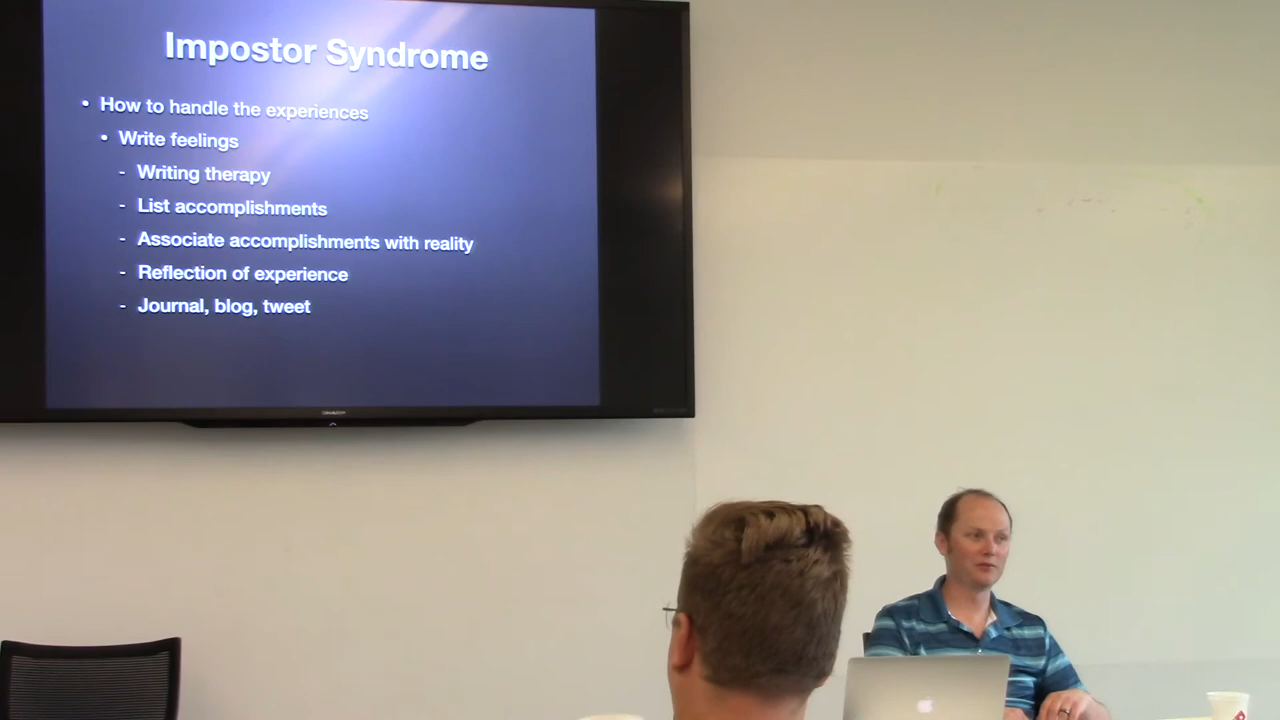 Impostor Syndrome
• How to handle the experiences
• Write feelings
- Writing therapy
- List accomplishments
- Associate accomplishments with reality
- Reflection of experience
- Journal, blog, tweet